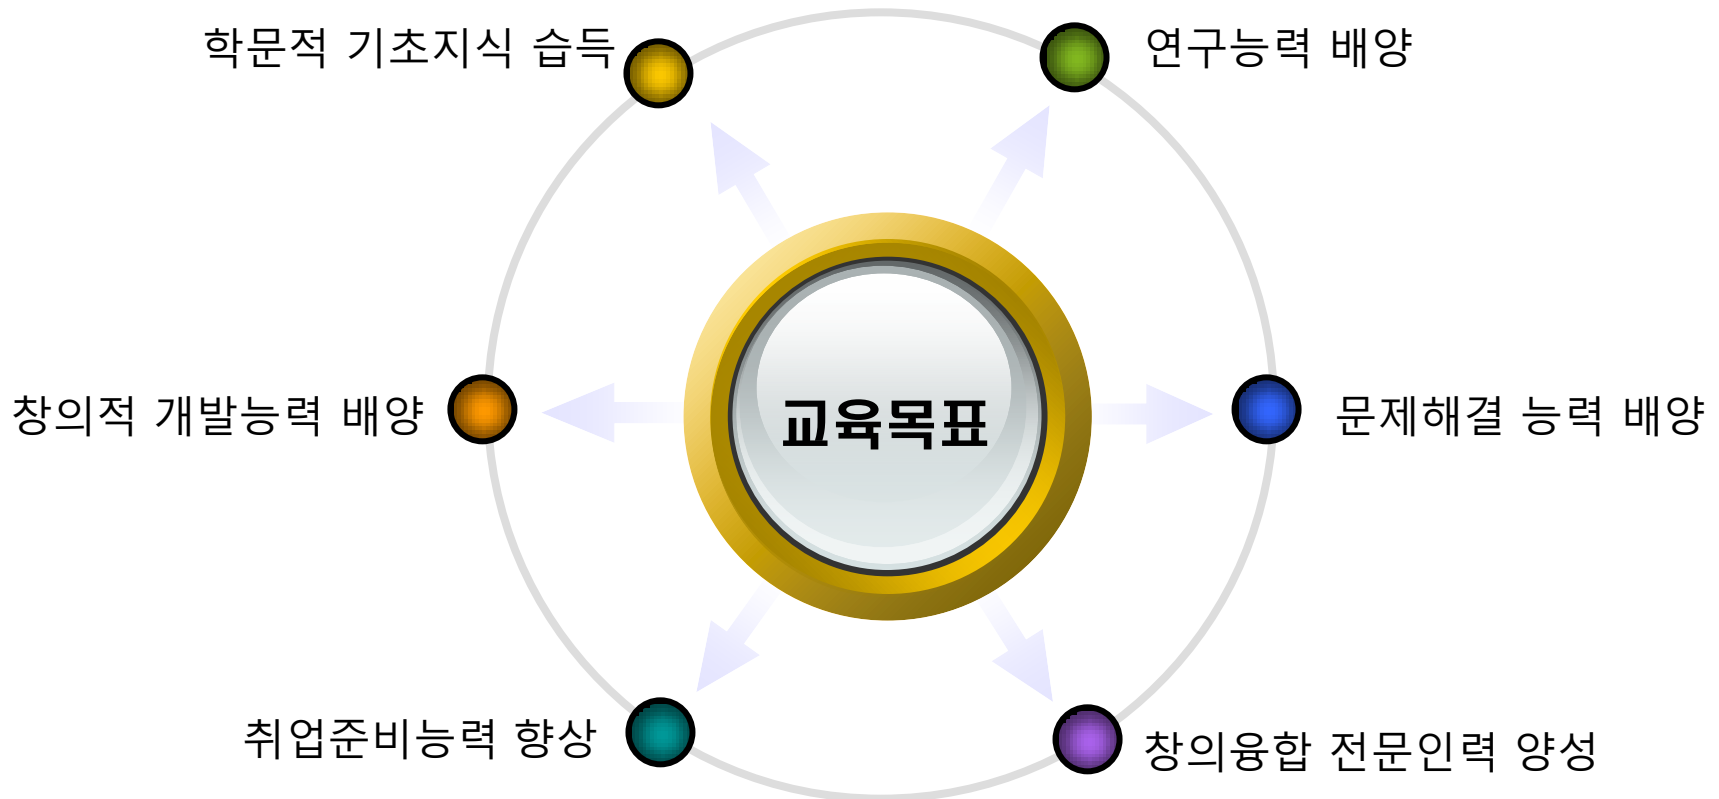 학문적 기초지식 습득
연구능력 배양
창의적 개발능력 배양
교육목표
문제해결 능력 배양
취업준비능력 향상
창의융합 전문인력 양성